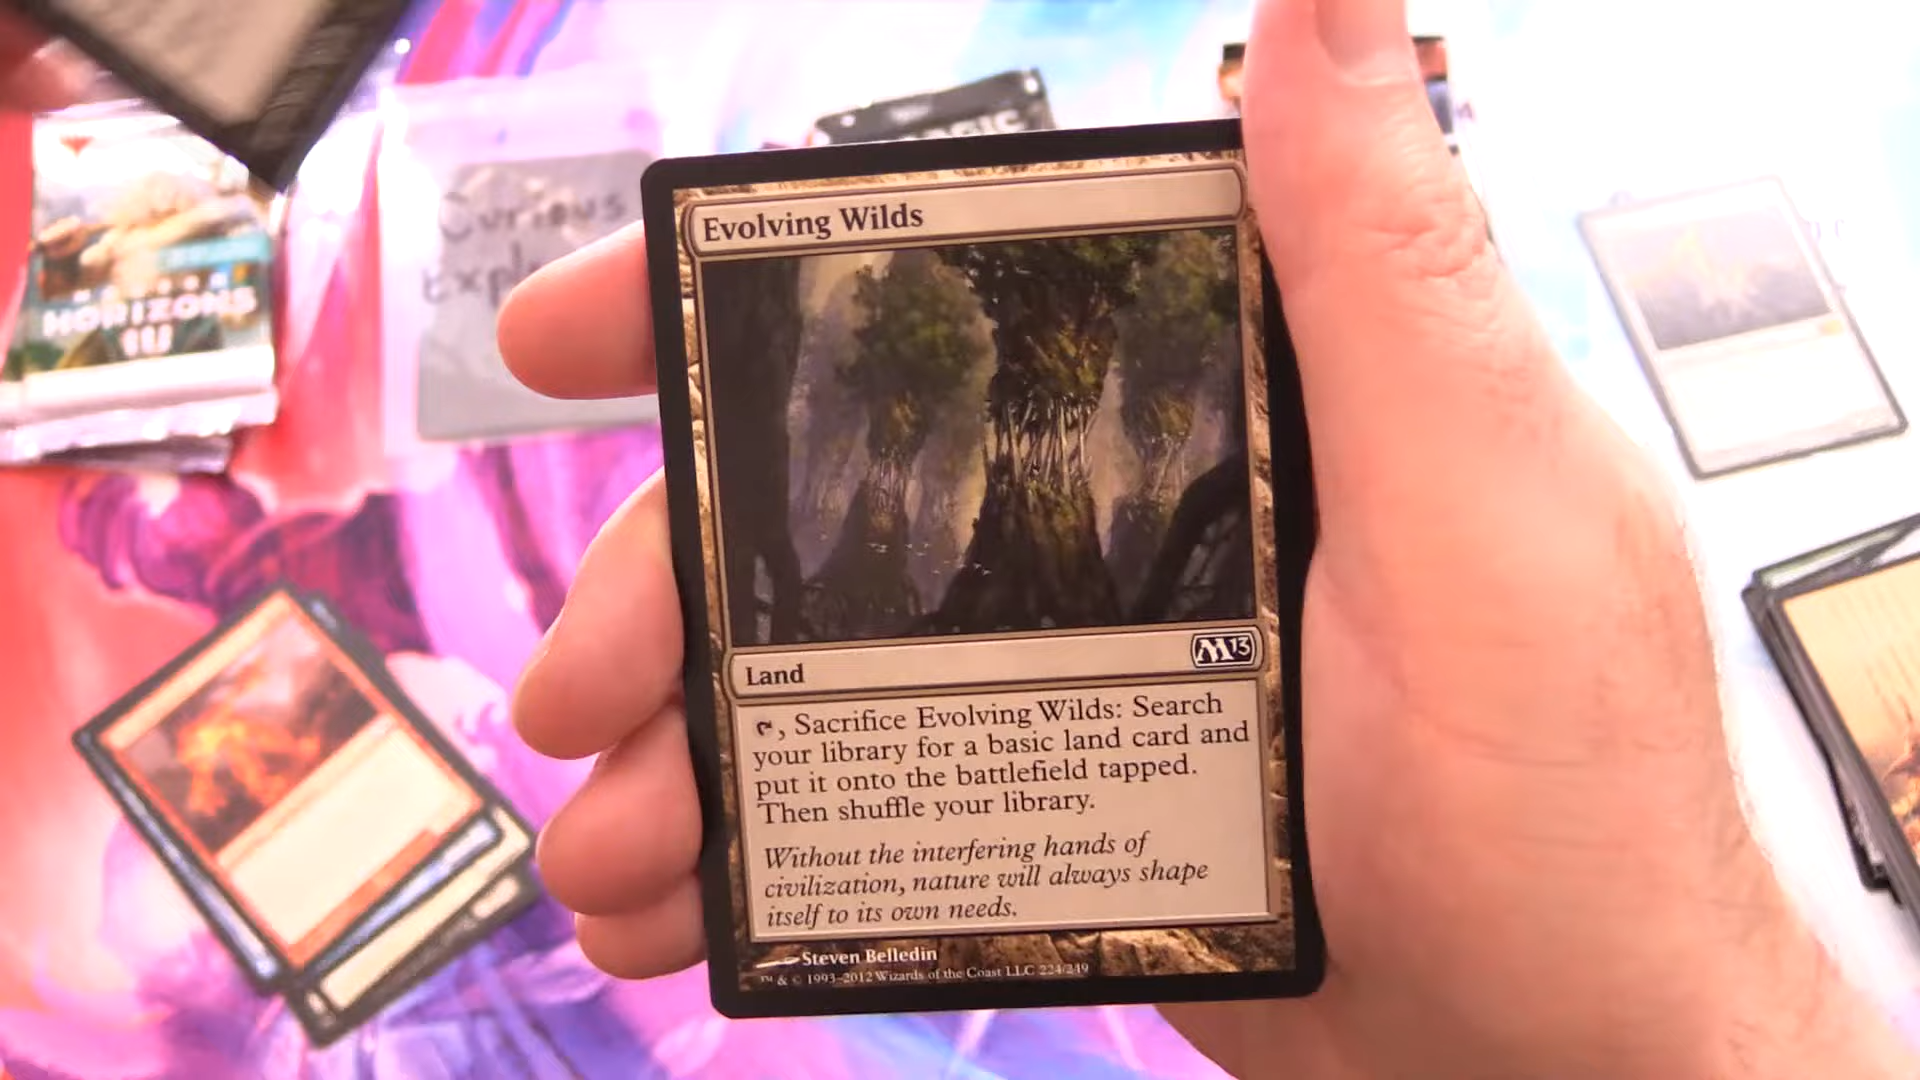 Curious
HORIZONS
Evolving Wilds
Land
M13
, Sacrifice Evolving Wilds: Search
your library for a basic land card and
put it onto the battlefield tapped.
Then shuffle your library.
Without the interfering hands of
civilization, nature will always shape
itself to its own needs.
Steven Belledin
™ & © 1993–2012 Wizards of the Coast LLC 224/249